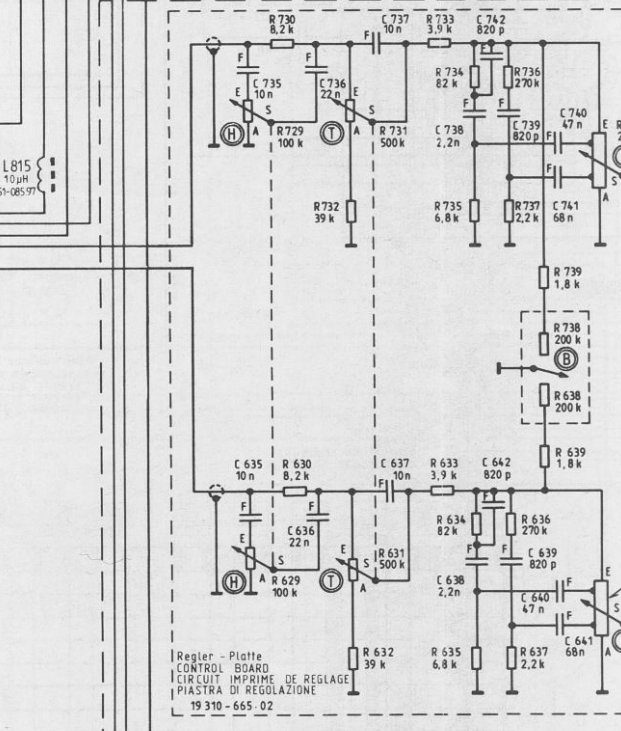 R 730
8,2 k
C 737
10 n
R 733
3,9 k
C 742
820 p
F
F
F
F
C 735
10 n
C 736
22 n
R 734
82 k
R 736
270 k
E
S
A
H
R 729
100 k
E
S
A
T
R 731
500 k
F
F
C 738
2,2 n
C 739
820 p
C 740
47 n
F
F
E
S
A
L 815
10 µH
R 732
39 k
R 735
6,8 k
R 737
2,2 k
C 741
68 n
R 739
1,8 k
R 738
200 k
B
R 638
200 k
R 639
1,8 k
C 635
10 n
R 630
8,2 k
C 637
10 n
R 633
3,9 k
C 642
820 p
F
F
F
F
C 636
22 n
R 634
82 k
R 636
270 k
E
S
A
H
R 629
100 k
E
S
A
T
R 631
500 k
F
F
C 638
2,2 n
C 639
820 p
C 640
47 n
F
F
E
S
A
C 641
68 n
R 632
39 k
R 635
6,8 k
R 637
2,2 k
Regler - Platte
CONTROL BOARD
CIRCUIT IMPRIME DE REGLAGE
PIASTRA DI REGOLAZIONE
19 310 - 665.02